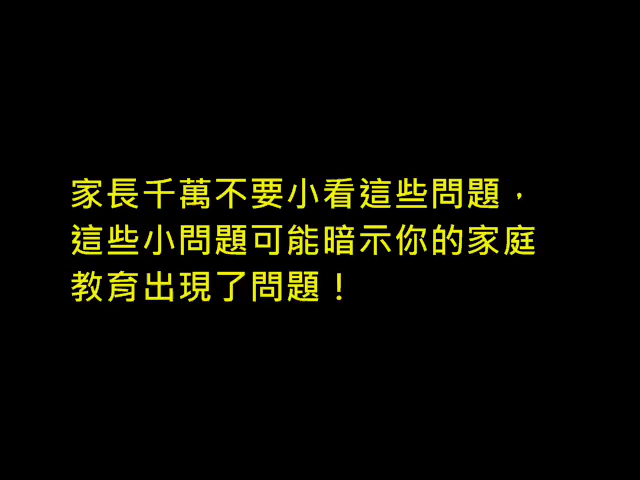 家長千萬不要小看這些問題，
這些小問題可能暗示你的家庭
教育出現了問題！